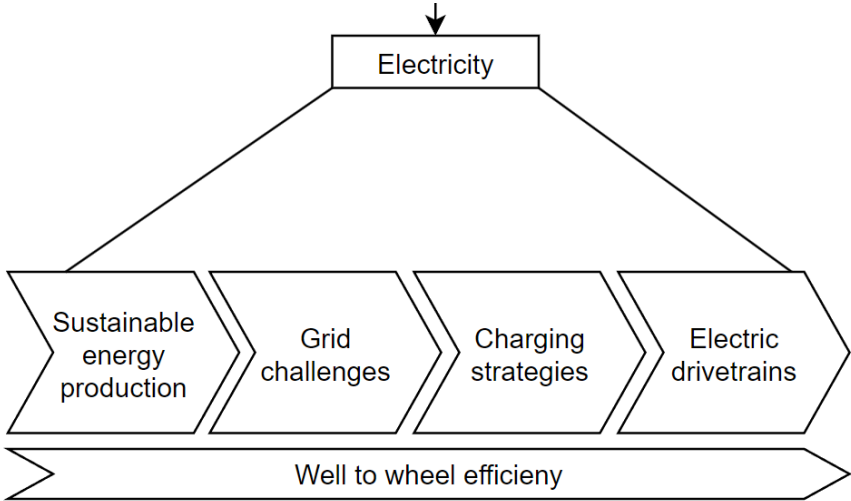 Electricity
Sustainable
energy
production
Grid
challenges
Charging
strategies
Electric
drivetrains
Well to wheel efficieny